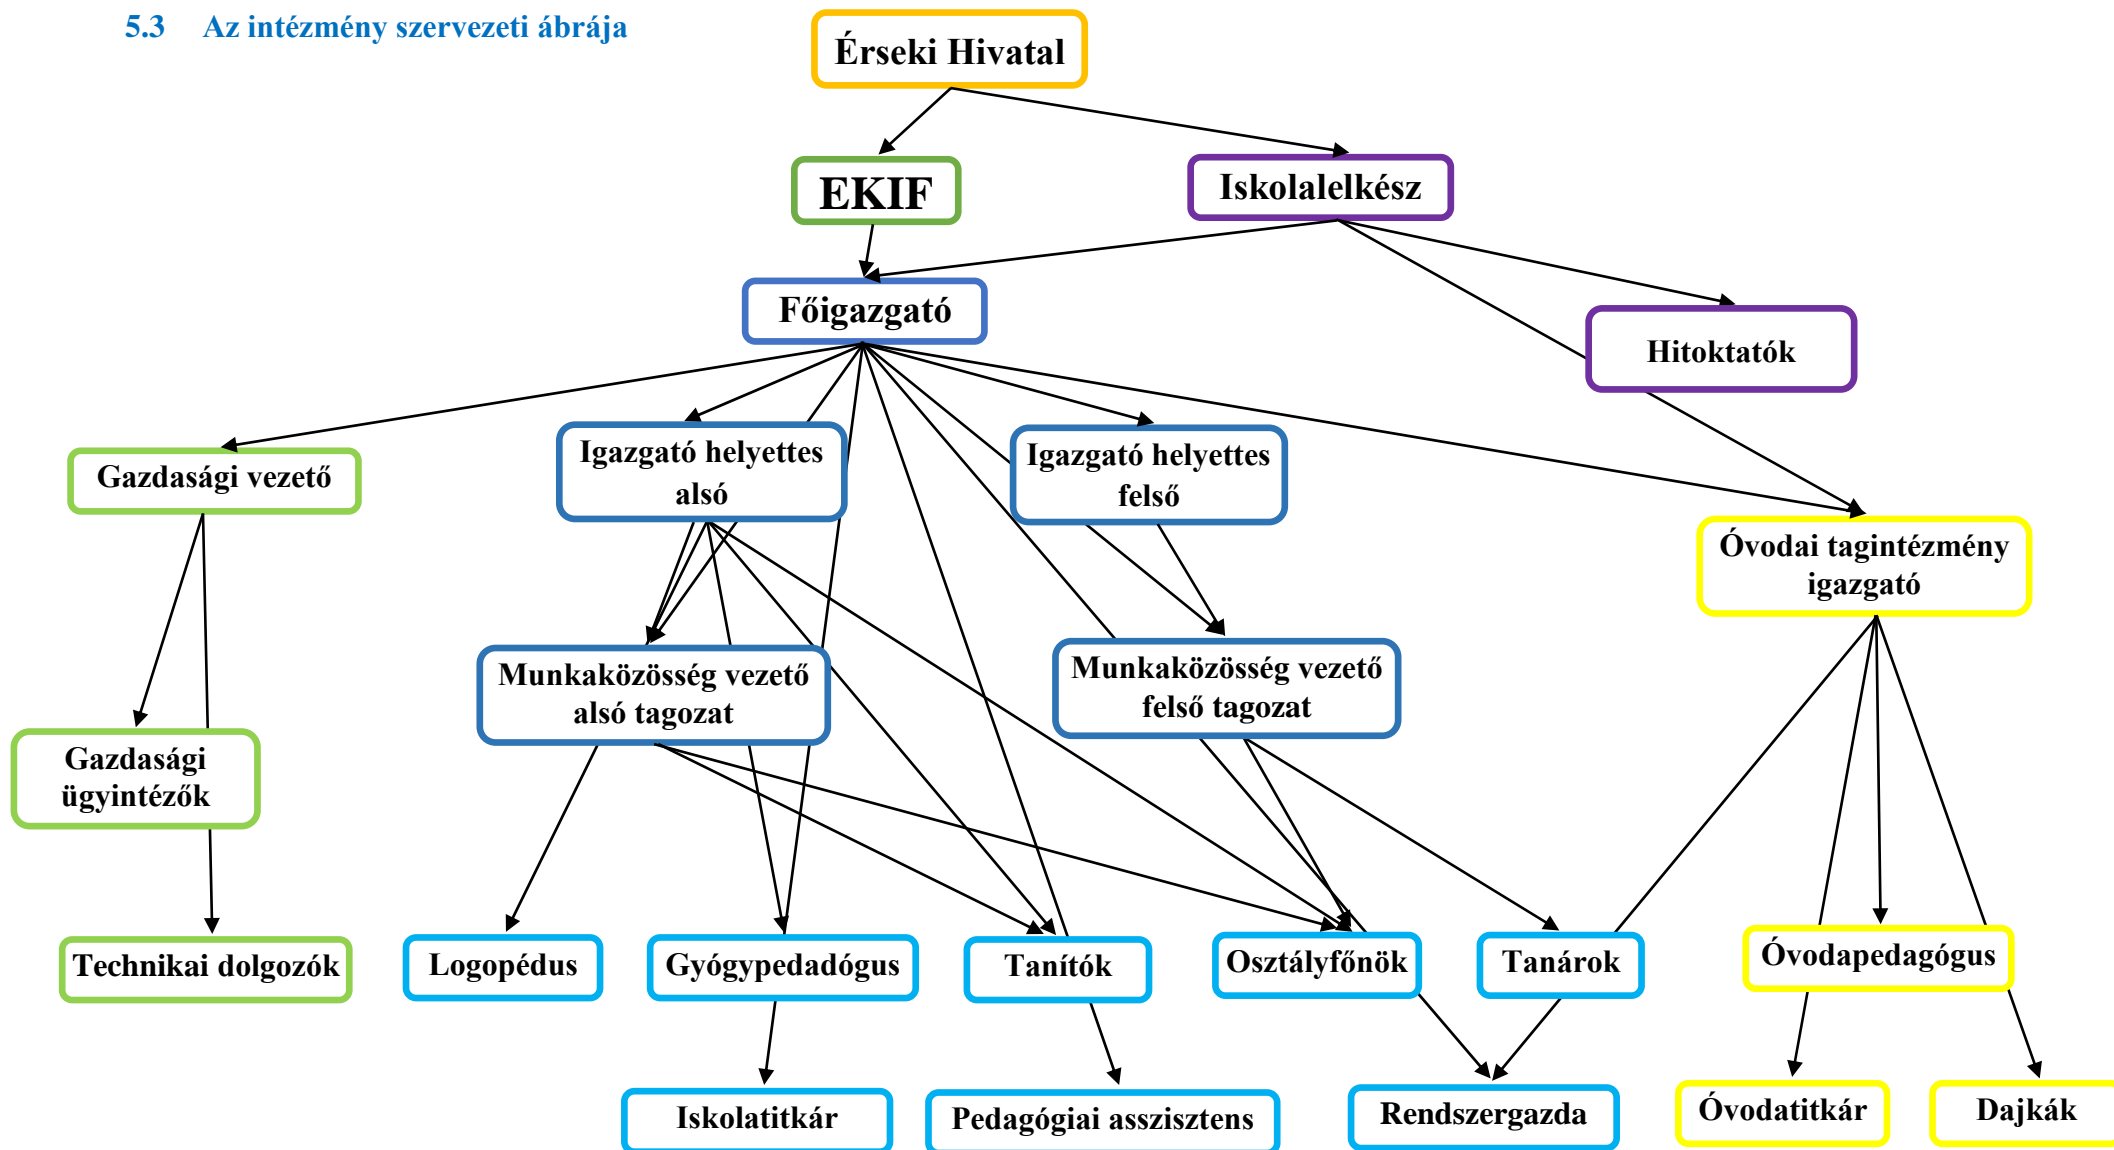 5.3 Az intézmény szervezeti ábrája
Érseki Hivatal
EKIF
Iskolalelkész
Főigazgató
Hitoktatók
Gazdasági vezető
Igazgató helyettes
alsó
Igazgató helyettes
felső
Óvodai tagintézmény
igazgató
Munkaközösség vezető
alsó tagozat
Munkaközösség vezető
felső tagozat
Gazdasági
ügyintézők
Technikai dolgozók
Logopédus
Gyógypedadógus
Tanítók
Osztályfőnök
Tanárok
Óvodapedagógus
Iskolatitkár
Pedagógiai asszisztens
Rendszergazda
Óvodatitkár
Dajkák